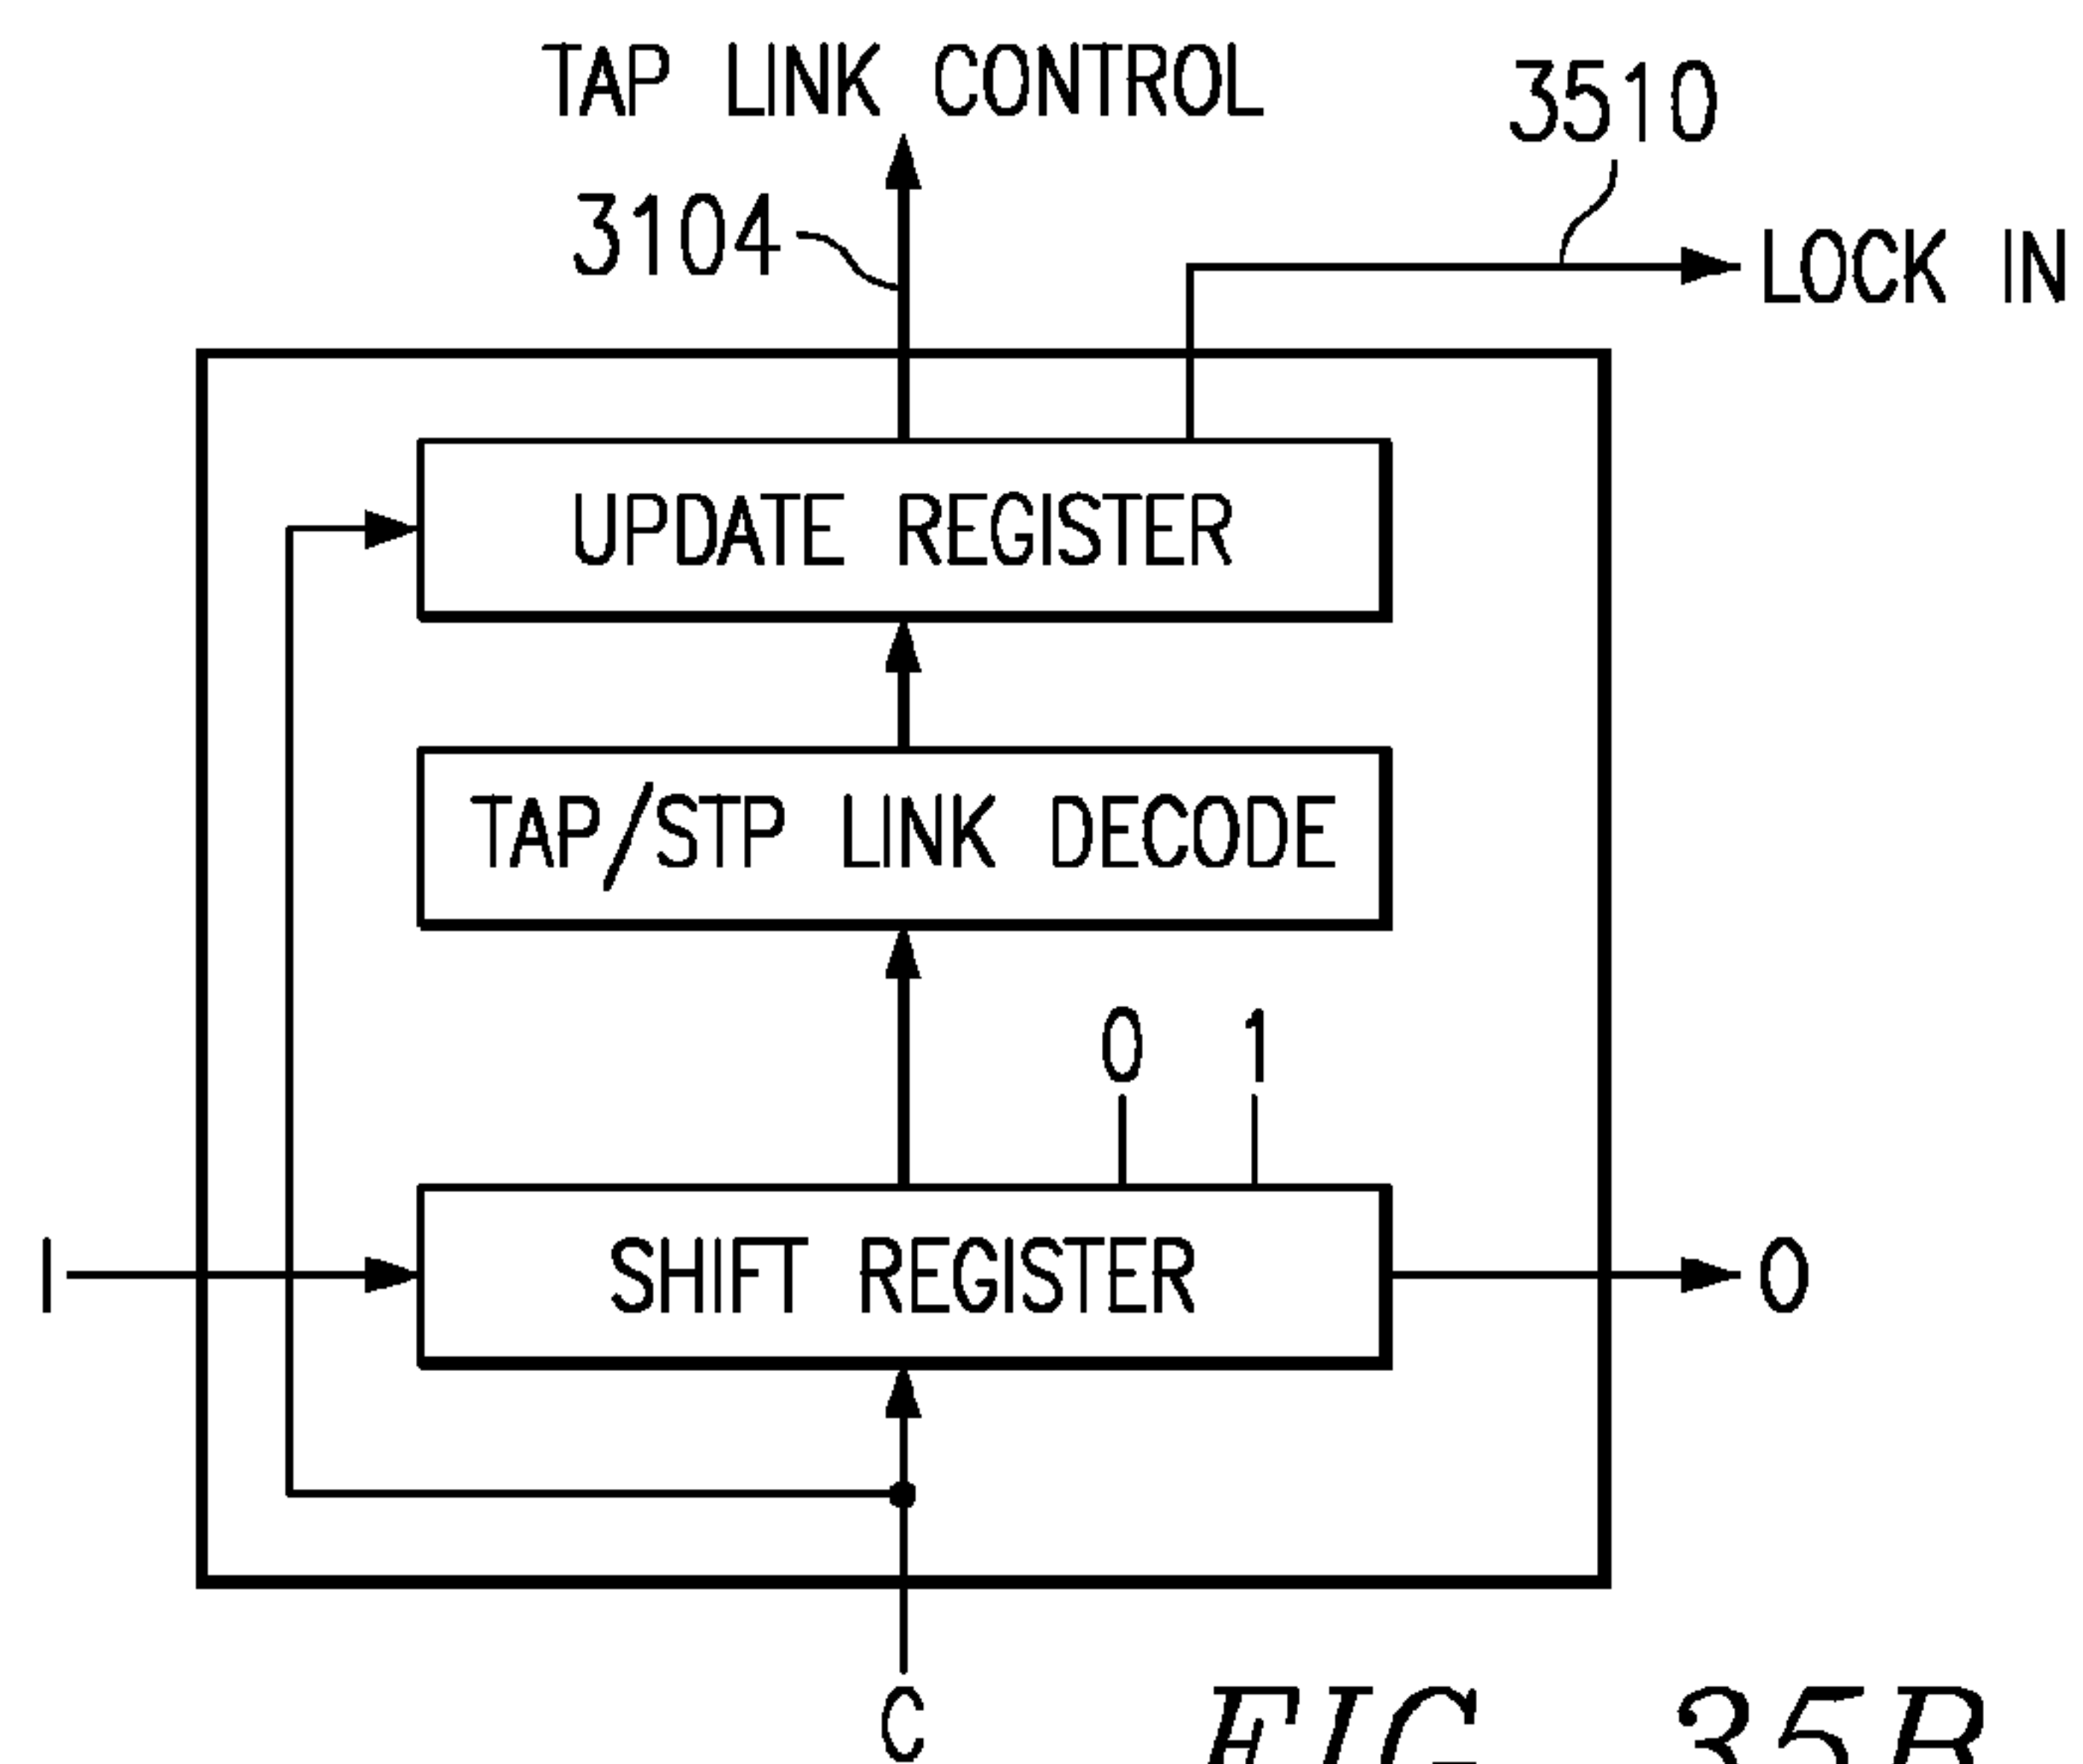 TAP LINK CONTROL
3510
3104
LOCK IN
UPDATE REGISTER
TAP/STP LINK DECODE
0 1
I
SHIFT REGISTER
O
C
FIG. 35B